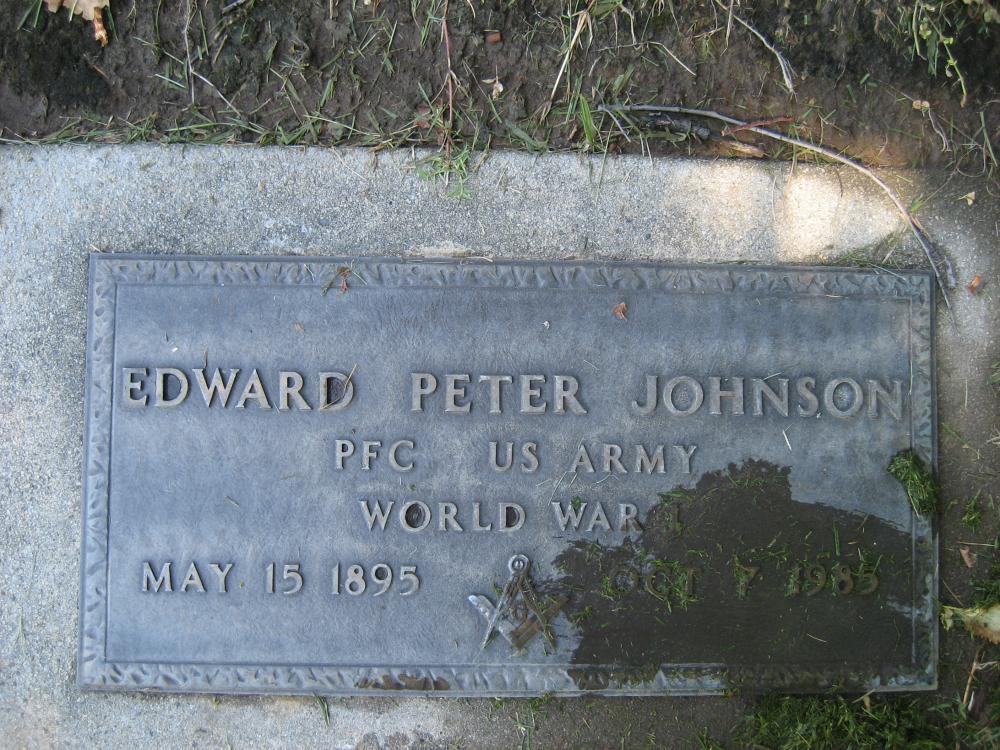 EDWARD PETER JOHNSON
PFC US ARMY
WORLD WAR I
MAY 15 1895 OCT 7 1985